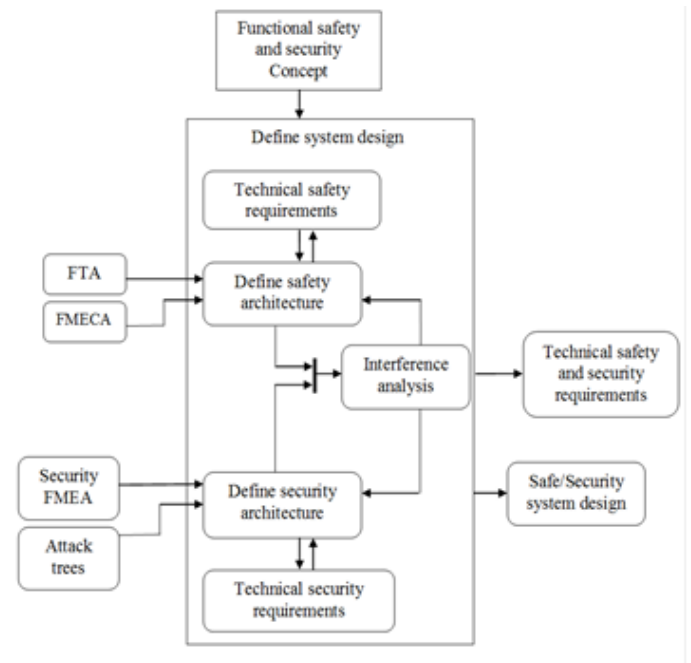 Functional safety
and security
Concept
Define system design
Technical safety
requirements
FTA
Define safety
architecture
FMECA
Interference
analysis
Technical safety
and security
requirements
Security
FMEA
Define security
architecture
Safe/Security
system design
Attack
trees
Technical security
requirements